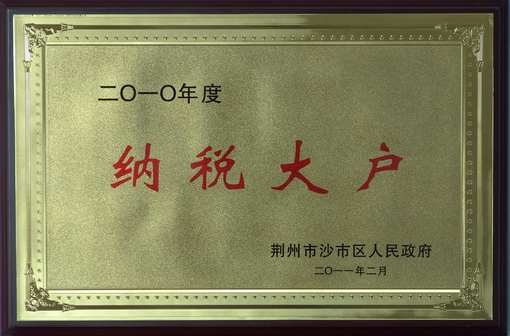 二〇一〇年度
纳税大户
荆州市沙市区人民政府
二〇一一年二月